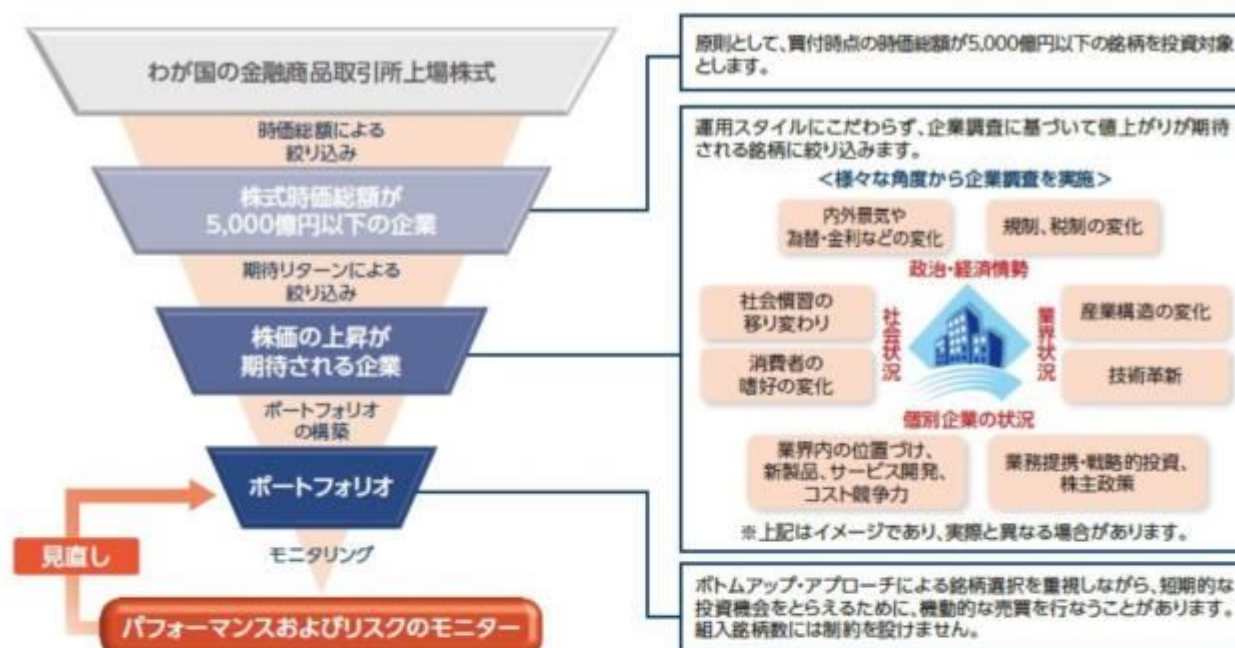 わが国の金融商品取引所上場株式
時価総額による
絞り込み
株式時価総額が
5,000億円以下の企業
期待リターンによる
絞り込み
株価の上昇が
期待される企業
ポートフォリオ
の構築
ポートフォリオ
見直し
モニタリング
パフォーマンスおよびリスクのモニター
原則として、買付時点の時価総額が5,000億円以下の銘柄を投資対象
とします。
運用スタイルにこだわらず、企業調査に基づいて値上がりが期待
される銘柄に絞り込みます。
＜様々な角度から企業調査を実施＞
内外景気や
為替・金利などの変化
規制、税制の変化
政治・経済情勢
社会慣習の
移り変わり
消費者の
嗜好の変化
社会状況
業界状況
産業構造の変化
技術革新
個別企業の状況
業界内の位置づけ、
新製品、サービス開発、
コスト競争力
業務提携・戦略的投資、
株主政策
※上記はイメージであり、実際と異なる場合があります。
ボトムアップ・アプローチによる銘柄選択を重視しながら、短期的な
投資機会をとらえるために、機動的な売買を行なうことがあります。
組入銘柄数には制約を設けません。